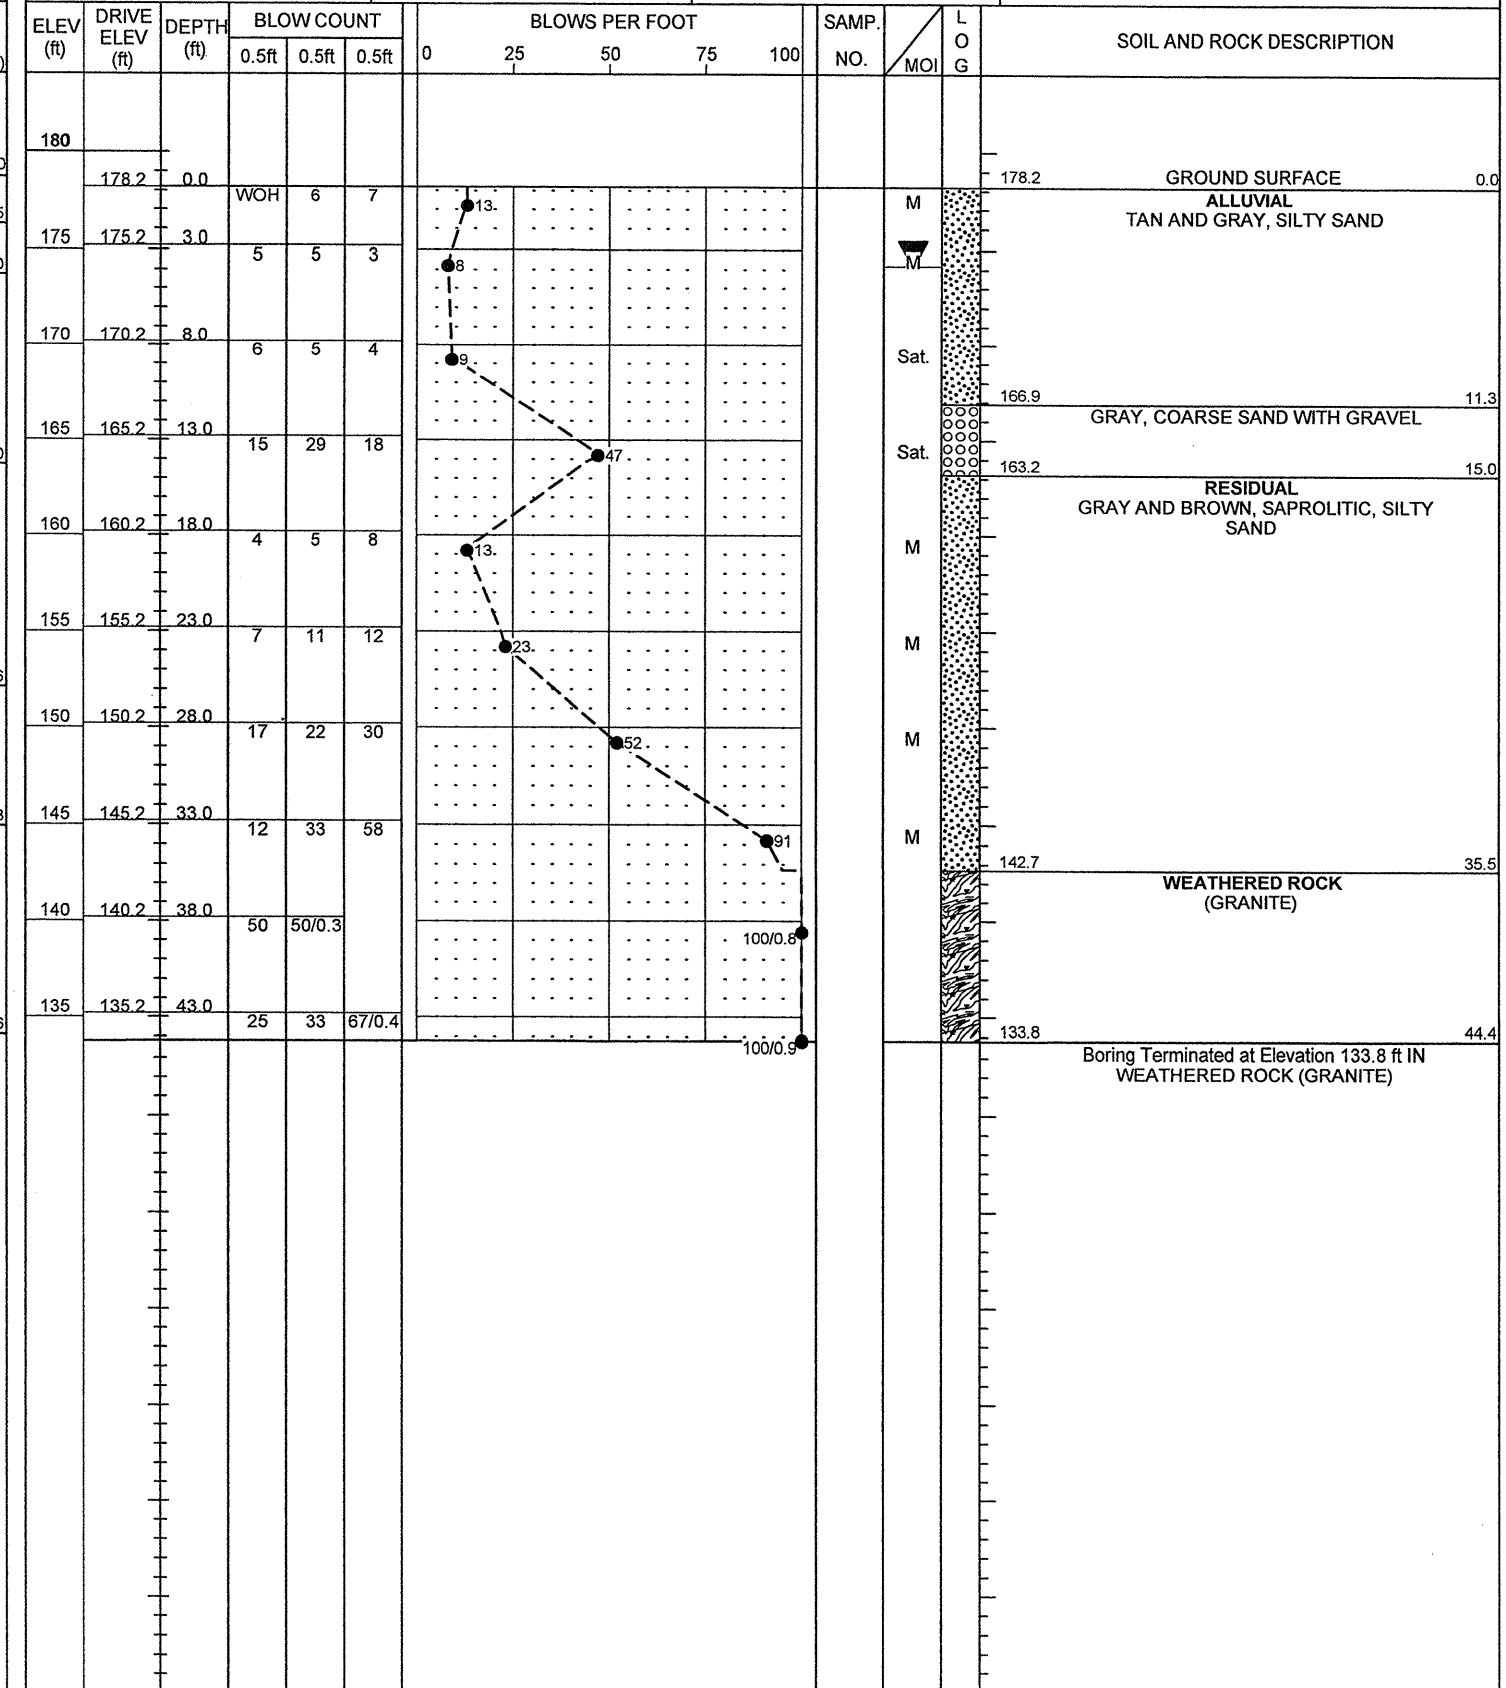 ELEV (ft) DRIVE ELEV (ft) DEPTH (ft) BLOW COUNT BLOWS PER FOOT SAMP. NO. MOI LOG SOIL AND ROCK DESCRIPTION
0.5ft 0.5ft 0.5ft 0 25 50 75 100
180
178.2 0.0 WOH 6 7 13 M 178.2 GROUND SURFACE 0.0
ALLUVIAL
TAN AND GRAY, SILTY SAND
175 175.2 3.0 5 5 3 8 M
170 170.2 8.0 6 5 4 9 Sat.
166.9 11.3
GRAY, COARSE SAND WITH GRAVEL
165 165.2 13.0 15 29 18 47 Sat.
163.2 15.0
RESIDUAL
GRAY AND BROWN, SAPROLITIC, SILTY
SAND
160 160.2 18.0 4 5 8 13 M
155 155.2 23.0 7 11 12 23 M
150 150.2 28.0 17 22 30 52 M
145 145.2 33.0 12 33 58 91 M
142.7 35.5
WEATHERED ROCK
(GRANITE)
140 140.2 38.0 50 50/0.3 100/0.8
135 135.2 43.0 25 33 67/0.4 100/0.9
133.8 44.4
Boring Terminated at Elevation 133.8 ft IN
WEATHERED ROCK (GRANITE)